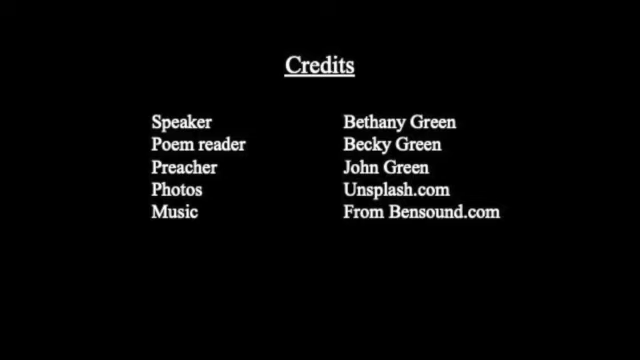 Credits
Speaker Bethany Green
Poem reader Becky Green
Preacher John Green
Photos Unsplash.com
Music From Bensound.com